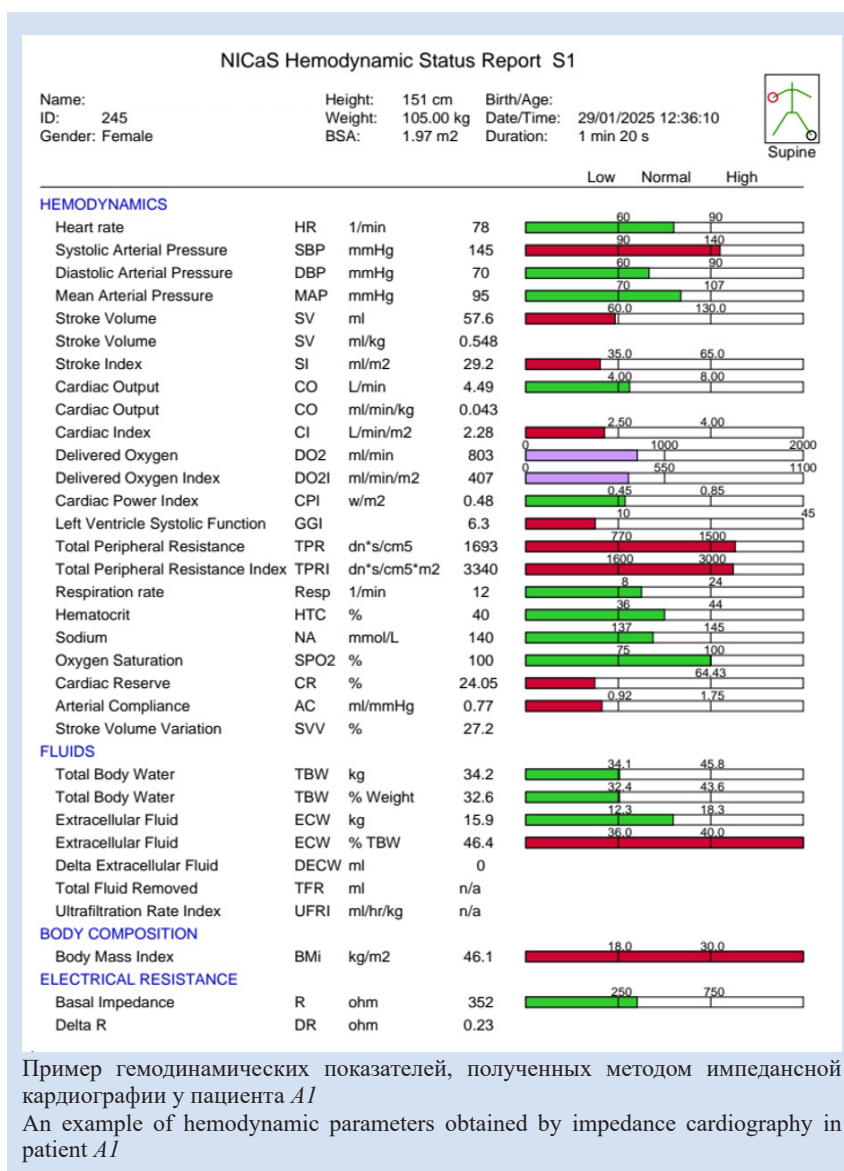 NICaS Hemodynamic Status Report S1
Name: Height: 151 cm Birth/Age:
ID: 245 Weight: 105.00 kg Date/Time: 29/01/2025 12:36:10
Gender: Female BSA: 1.97 m2 Duration: 1 min 20 s
Supine
Low Normal High
HEMODYNAMICS
Heart rate HR 1/min 78 60 90
Systolic Arterial Pressure SBP mmHg 145 90 140
Diastolic Arterial Pressure DBP mmHg 70 60 90
Mean Arterial Pressure MAP mmHg 95 70 107
Stroke Volume SV ml 57.6 60.0 130.0
Stroke Volume SV ml/kg 0.548
Stroke Index SI ml/m2 29.2 35.0 65.0
Cardiac Output CO L/min 4.49 4.00 8.00
Cardiac Output CO ml/min/kg 0.043
Cardiac Index CI L/min/m2 2.28 2.50 4.00
Delivered Oxygen DO2 ml/min 803 0 1000 2000
Delivered Oxygen Index DO2I ml/min/m2 407 0 550 1100
Cardiac Power Index CPI w/m2 0.48 0.45 0.85
Left Ventricle Systolic Function GGI 6.3 10 45
Total Peripheral Resistance TPR dn*s/cm5 1693 770 1500
Total Peripheral Resistance Index TPRI dn*s/cm5*m2 3340 1600 3000
Respiration rate Resp 1/min 12 8 24
Hematocrit HTC % 40 36 44
Sodium NA mmol/L 140 137 145
Oxygen Saturation SPO2 % 100 75 100
Cardiac Reserve CR % 24.05 64.43
Arterial Compliance AC ml/mmHg 0.77 0.92 1.75
Stroke Volume Variation SVV % 27.2
FLUIDS
Total Body Water TBW kg 34.2 34.1 45.8
Total Body Water TBW % Weight 32.6 32.4 43.6
Extracellular Fluid ECW kg 15.9 12.3 18.3
Extracellular Fluid ECW % TBW 46.4 36.0 40.0
Delta Extracellular Fluid DECW ml 0
Total Fluid Removed TFR ml n/a
Ultrafiltration Rate Index UFRI ml/hr/kg n/a
BODY COMPOSITION
Body Mass Index BMi kg/m2 46.1 18.0 30.0
ELECTRICAL RESISTANCE
Basal Impedance R ohm 352 250 750
Delta R DR ohm 0.23
Пример гемодинамических показателей, полученных методом импедансной
кардиографии у пациента А1
An example of hemodynamic parameters obtained by impedance cardiography in
patient A1